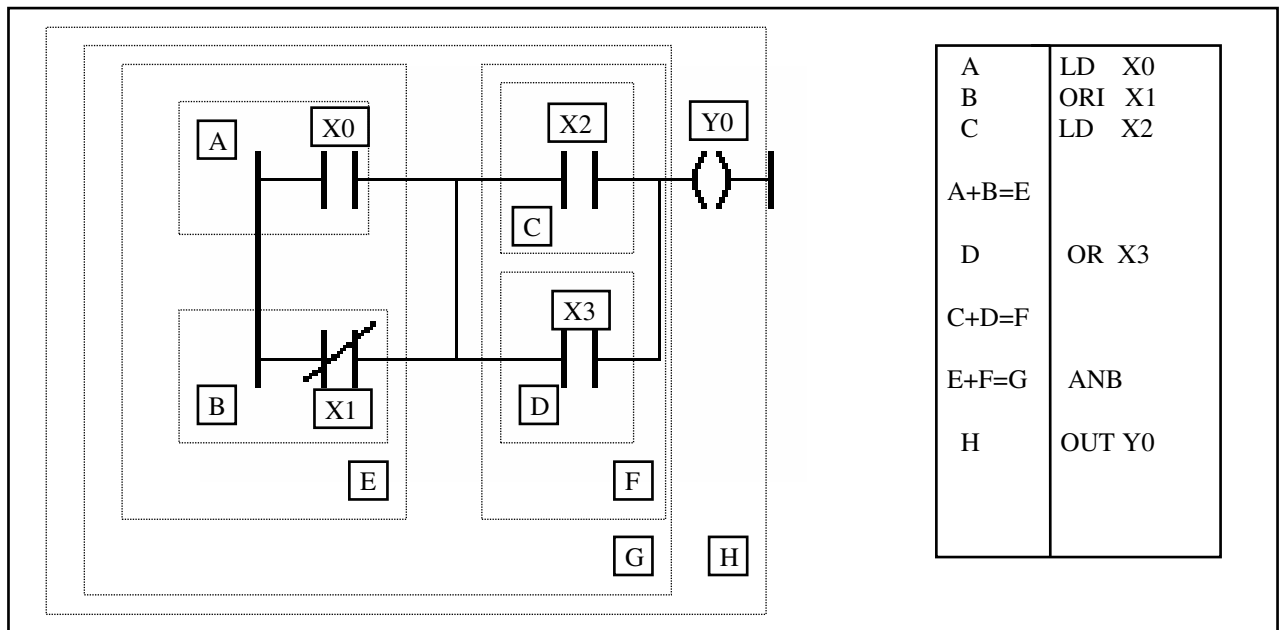 A
X0
X2
Y0
C
X3
B
X1
D
E
F
G
H
A LD X0
B ORI X1
C LD X2
A+B=E
D OR X3
C+D=F
E+F=G ANB
H OUT Y0